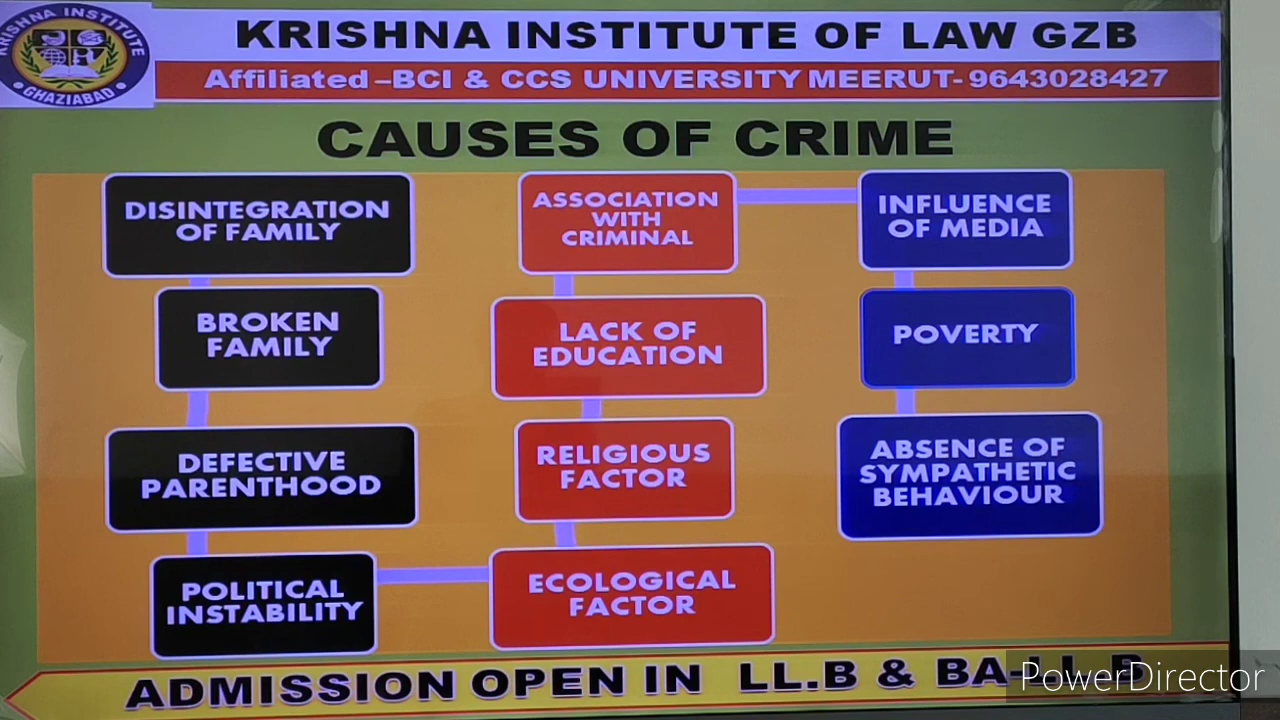 KRISHNA INSTITUTE OF LAW GZB
KRISHNA INSTITUTE
GHAZIABAD
Affiliated –BCI & CCS UNIVERSITY MEERUT- 9643028427
CAUSES OF CRIME
DISINTEGRATION
OF FAMILY
BROKEN
FAMILY
DEFECTIVE
PARENTHOOD
POLITICAL
INSTABILITY
ASSOCIATION
WITH
CRIMINAL
LACK OF
EDUCATION
RELIGIOUS
FACTOR
ECOLOGICAL
FACTOR
INFLUENCE
OF MEDIA
POVERTY
ABSENCE OF
SYMPATHETIC
BEHAVIOUR
ADMISSION OPEN IN LL.B & BA-LL.B
PowerDirector